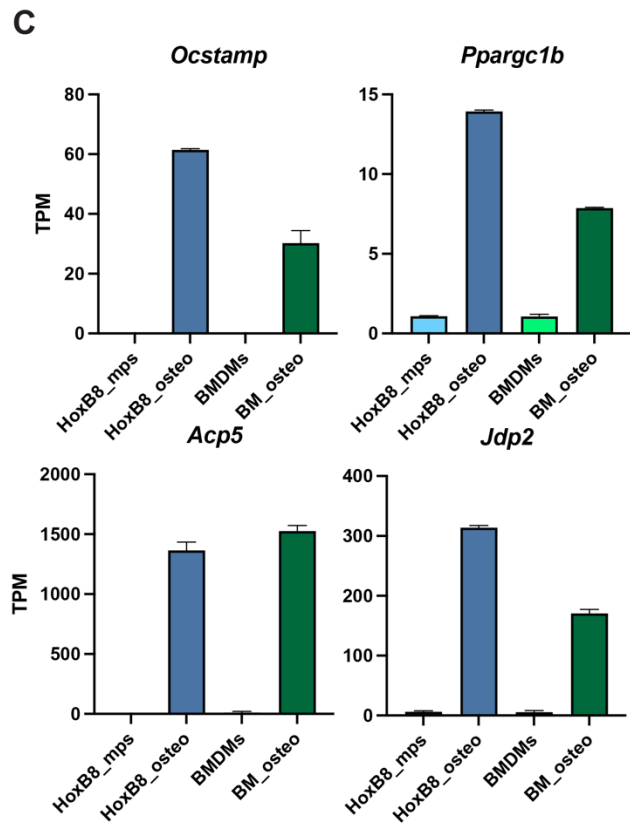 C
Ocstamp
Ppargc1b
TPM
80
60
40
20
0
15
10
5
0
HoxB8_mps
HoxB8_osteo
BMDMs
BM_osteo
HoxB8_mps
HoxB8_osteo
BMDMs
BM_osteo
Acp5
Jdp2
TPM
2000
1500
1000
500
0
400
300
200
100
0
HoxB8_mps
HoxB8_osteo
BMDMs
BM_osteo
HoxB8_mps
HoxB8_osteo
BMDMs
BM_osteo